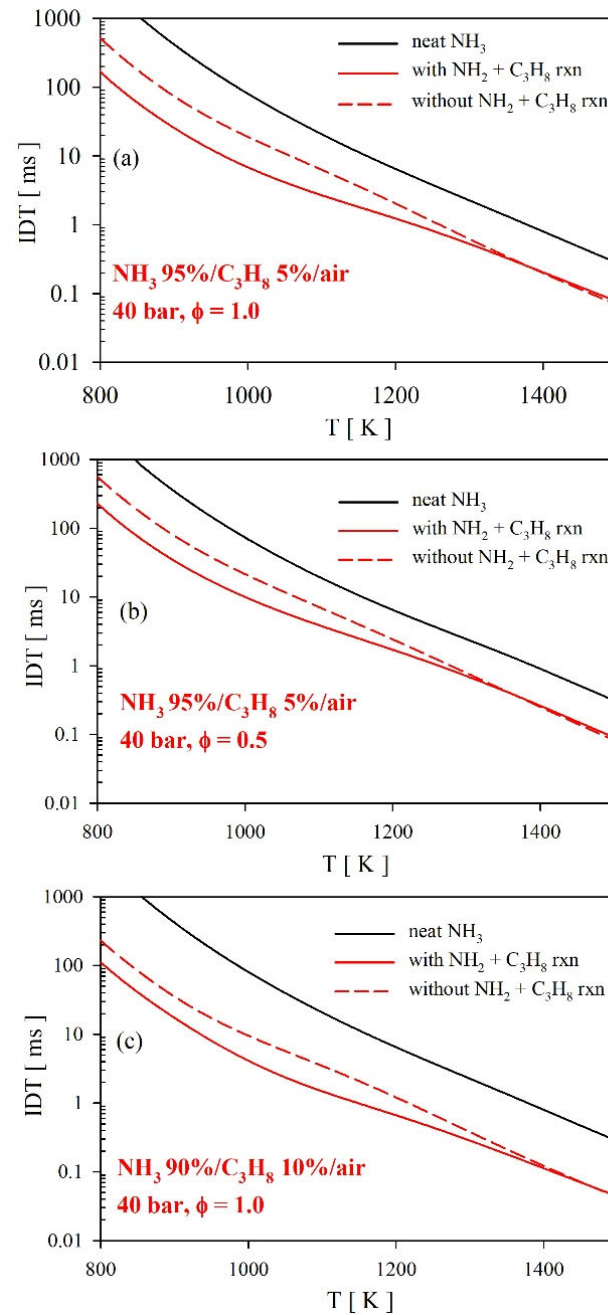 1000
100
10
1
0.1
0.01
IDT [ ms ]
neat NH₃
with NH₂ + C₃H₈ rxn
without NH₂ + C₃H₈ rxn
(a)
NH₃ 95%/C₃H₈ 5%/air
40 bar, ϕ = 1.0
800 1000 1200 1400
T [ K ]
1000
100
10
1
0.1
0.01
IDT [ ms ]
neat NH₃
with NH₂ + C₃H₈ rxn
without NH₂ + C₃H₈ rxn
(b)
NH₃ 95%/C₃H₈ 5%/air
40 bar, ϕ = 0.5
800 1000 1200 1400
T [ K ]
1000
100
10
1
0.1
0.01
IDT [ ms ]
neat NH₃
with NH₂ + C₃H₈ rxn
without NH₂ + C₃H₈ rxn
(c)
NH₃ 90%/C₃H₈ 10%/air
40 bar, ϕ = 1.0
800 1000 1200 1400
T [ K ]